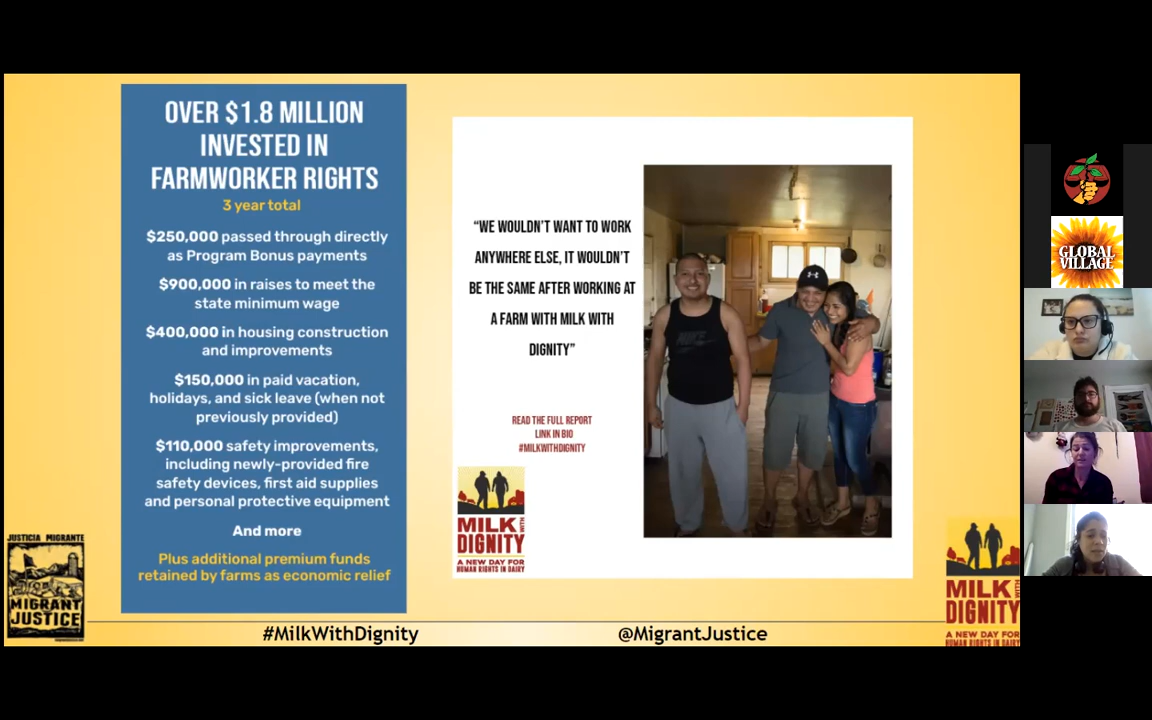 OVER $1.8 MILLION
INVESTED IN
FARMWORKER RIGHTS
3 year total
$250,000 passed through directly
as Program Bonus payments
$900,000 in raises to meet the
state minimum wage
$400,000 in housing construction
and improvements
$150,000 in paid vacation,
holidays, and sick leave (when not
previously provided)
$110,000 safety improvements,
including newly-provided fire
safety devices, first aid supplies
and personal protective equipment
And more
Plus additional premium funds
retained by farms as economic relief
“WE WOULDN’T WANT TO WORK
ANYWHERE ELSE, IT WOULDN’T
BE THE SAME AFTER WORKING AT
A FARM WITH MILK WITH
DIGNITY”
READ THE FULL REPORT
LINK IN BIO
#MILKWITHDIGNITY
MILK WITH
DIGNITY
A NEW DAY FOR
HUMAN RIGHTS IN DAIRY
JUSTICIA MIGRANTE
MIGRANT
JUSTICE
#MilkWithDignity
@MigrantJustice
MILK WITH
DIGNITY
A NEW DAY FOR
HUMAN RIGHTS IN DAIRY
GLOBAL
VILLAGE